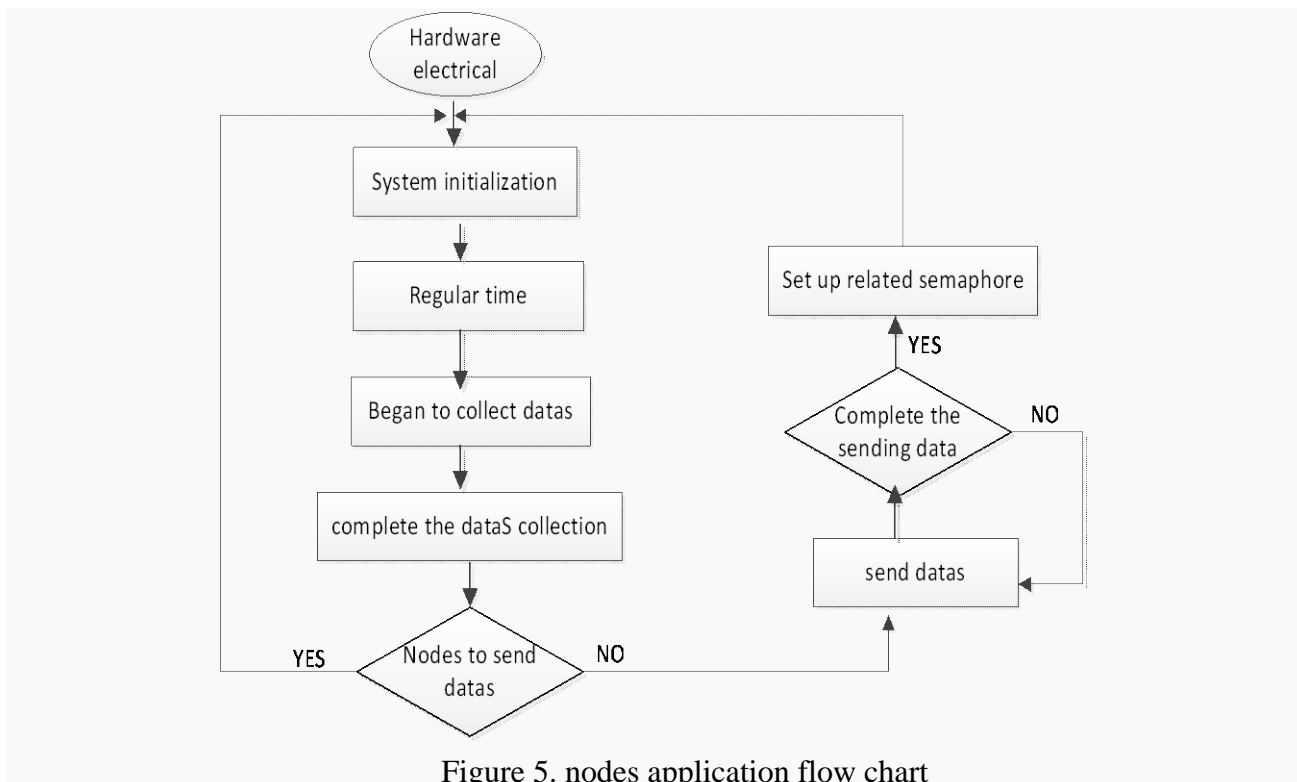 Hardware
electrical
System initialization
Regular time
Began to collect datas
complete the dataS collection
Nodes to send
datas
YES
NO
send datas
Complete the
sending data
NO
YES
Set up related semaphore
Figure 5. nodes application flow chart